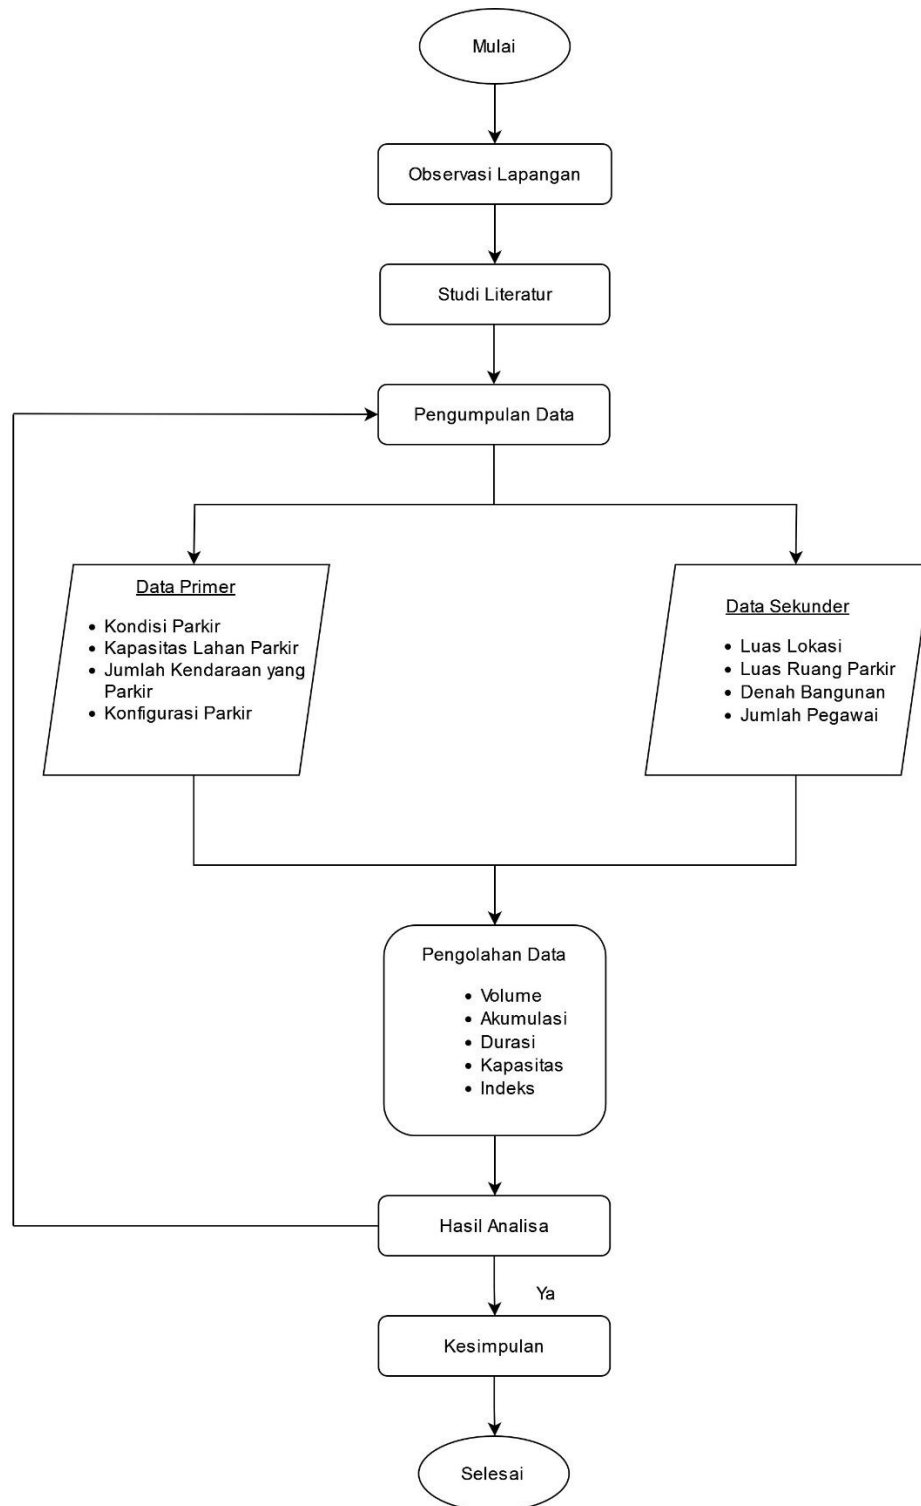 Mulai
Observasi Lapangan
Studi Literatur
Pengumpulan Data
Data Primer
• Kondisi Parkir
• Kapasitas Lahan Parkir
• Jumlah Kendaraan yang
Parkir
• Konfigurasi Parkir
Data Sekunder
• Luas Lokasi
• Luas Ruang Parkir
• Denah Bangunan
• Jumlah Pegawai
Pengolahan Data
• Volume
• Akumulasi
• Durasi
• Kapasitas
• Indeks
Hasil Analisa
Ya
Kesimpulan
Selesai